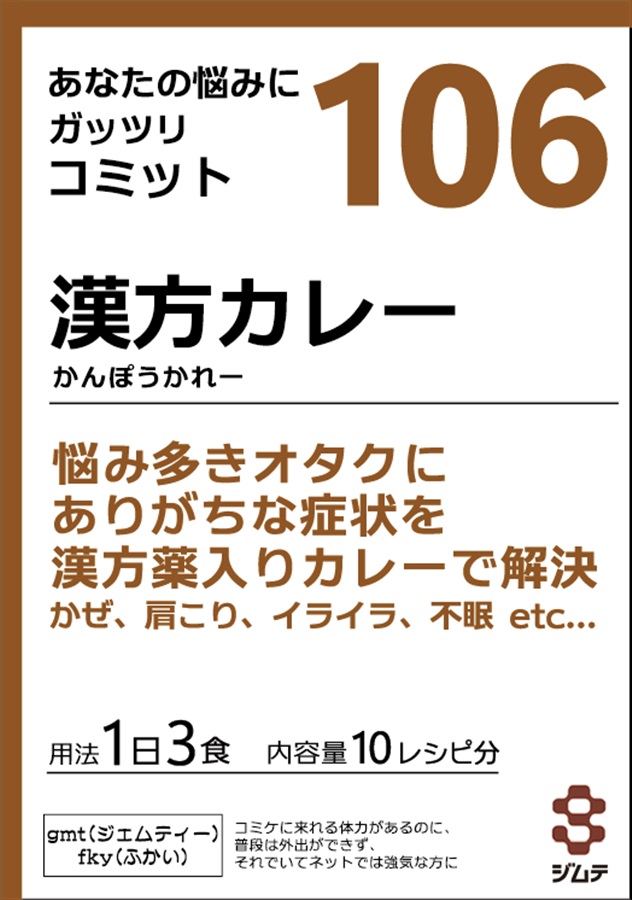 あなたの悩みに
ガッツリ
コミット
106
漢方カレー
かんぽうかれー
悩み多きオタクに
ありがちな症状を
漢方薬入りカレーで解決
かぜ、肩こり、イライラ、不眠 etc...
用法1日3食 内容量10レシピ分
gmt(ジエムティー)
fky(ふかい)
コミケに来れる体力があるのに、
普段は外出ができず、
それでいてネットでは強気な方に
ジムテ